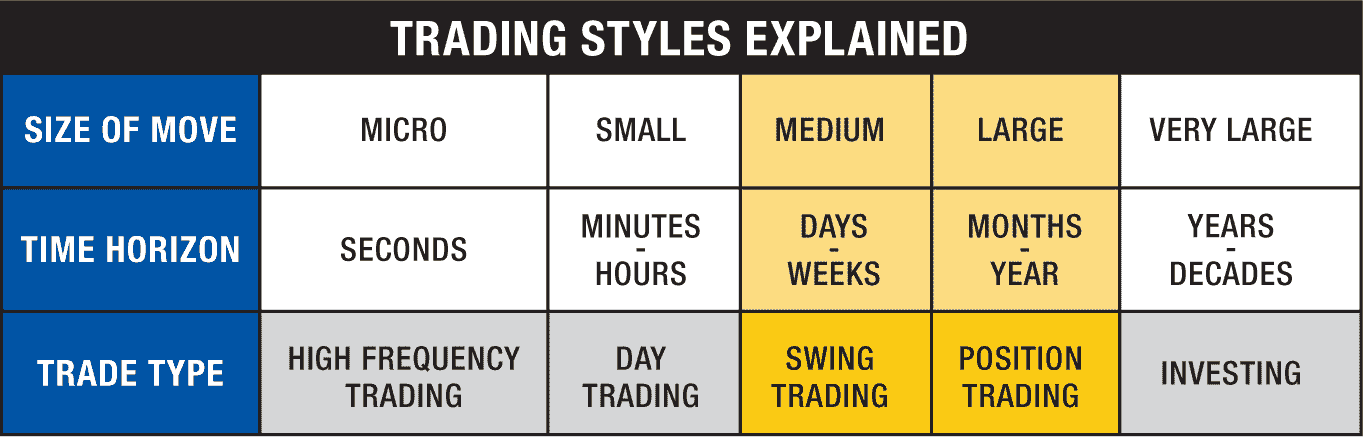 TRADING STYLES EXPLAINED
SIZE OF MOVE
MICRO
SMALL
MEDIUM
LARGE
VERY LARGE
TIME HORIZON
SECONDS
MINUTES
-
HOURS
DAYS
-
WEEKS
MONTHS
-
YEAR
YEARS
-
DECADES
TRADE TYPE
HIGH FREQUENCY
TRADING
DAY
TRADING
SWING
TRADING
POSITION
TRADING
INVESTING